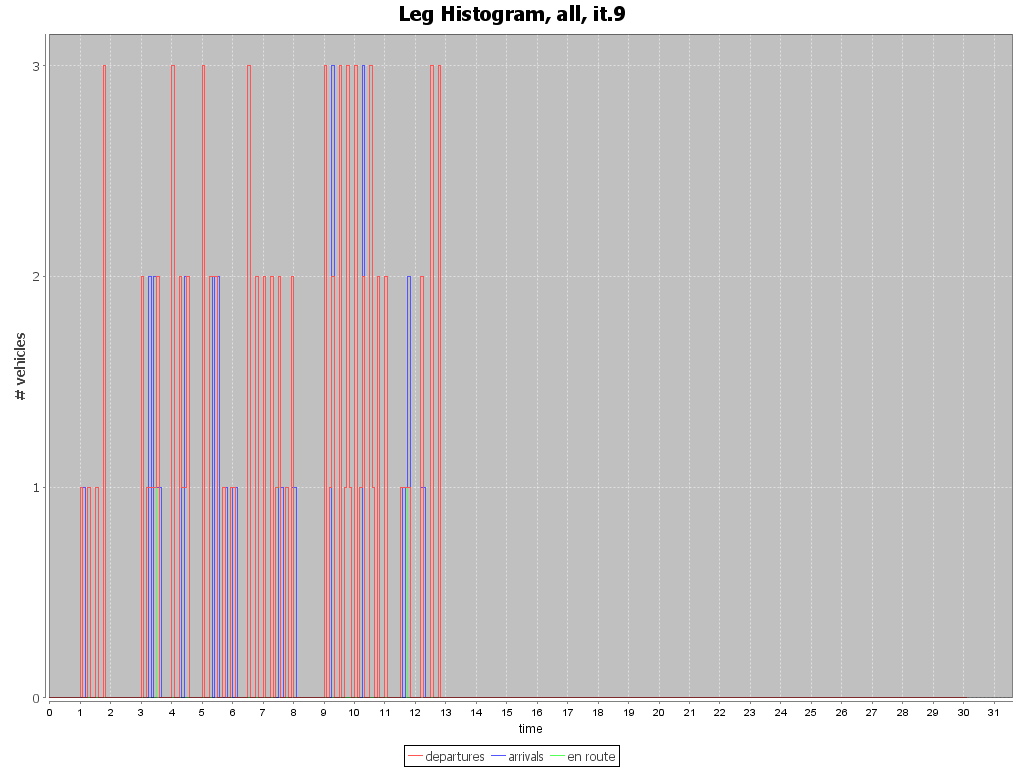 Leg Histogram, all, it.9
# vehicles
3
2
1
0
0 1 2 3 4 5 6 7 8 9 10 11 12 13 14 15 16 17 18 19 20 21 22 23 24 25 26 27 28 29 30 31
time
departures arrivals en route